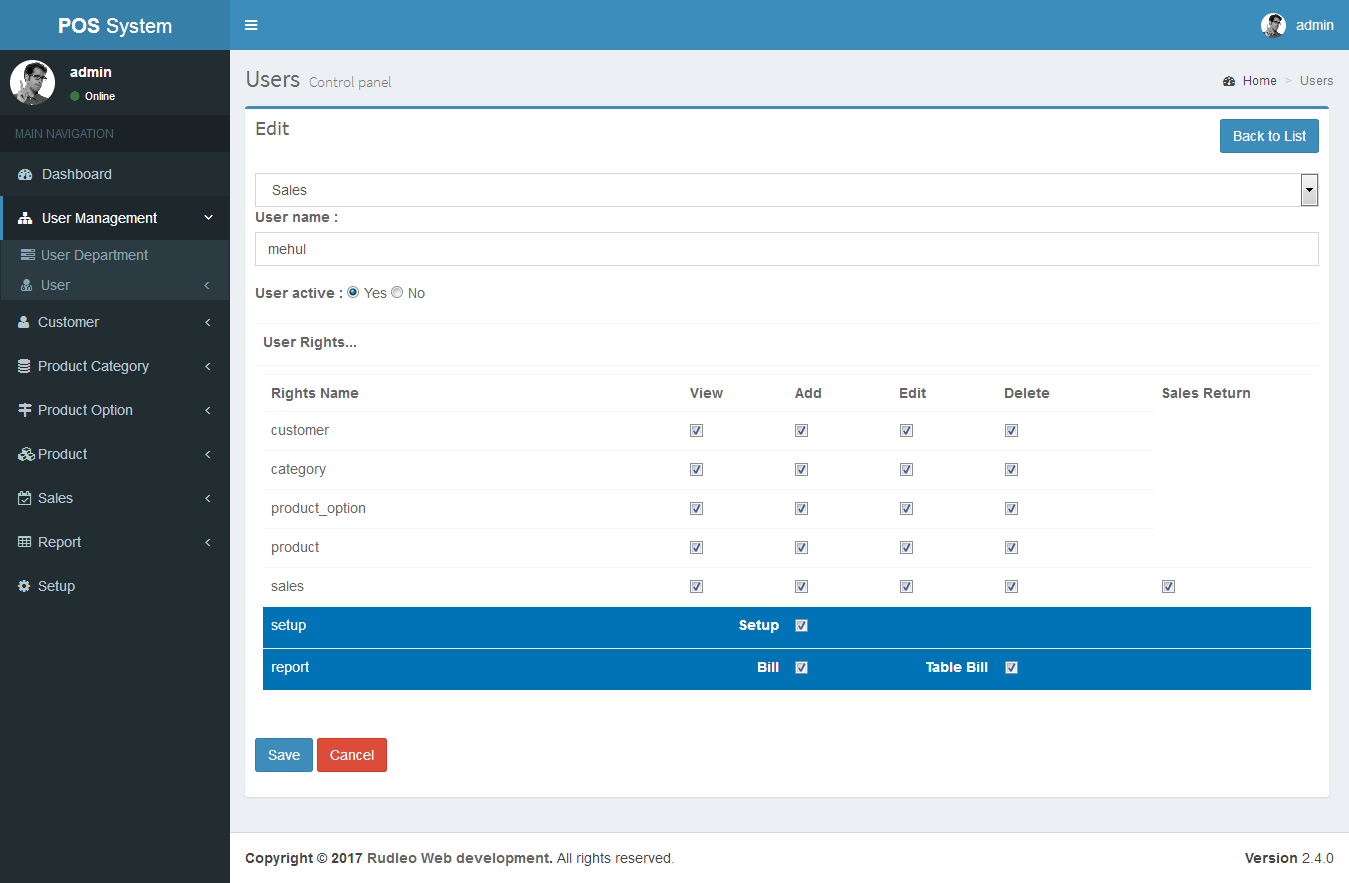 POS System
admin
admin
Online
MAIN NAVIGATION
Dashboard
User Management
User Department
User
Customer
Product Category
Product Option
Product
Sales
Report
Setup
Users Control panel
Home > Users
Edit
Back to List
Sales
User name :
mehul
User active : Yes No
User Rights...
Rights Name View Add Edit Delete Sales Return
customer
category
product_option
product
sales
setup Setup
report Bill Table Bill
Save Cancel
Copyright © 2017 Rudleo Web development. All rights reserved.
Version 2.4.0